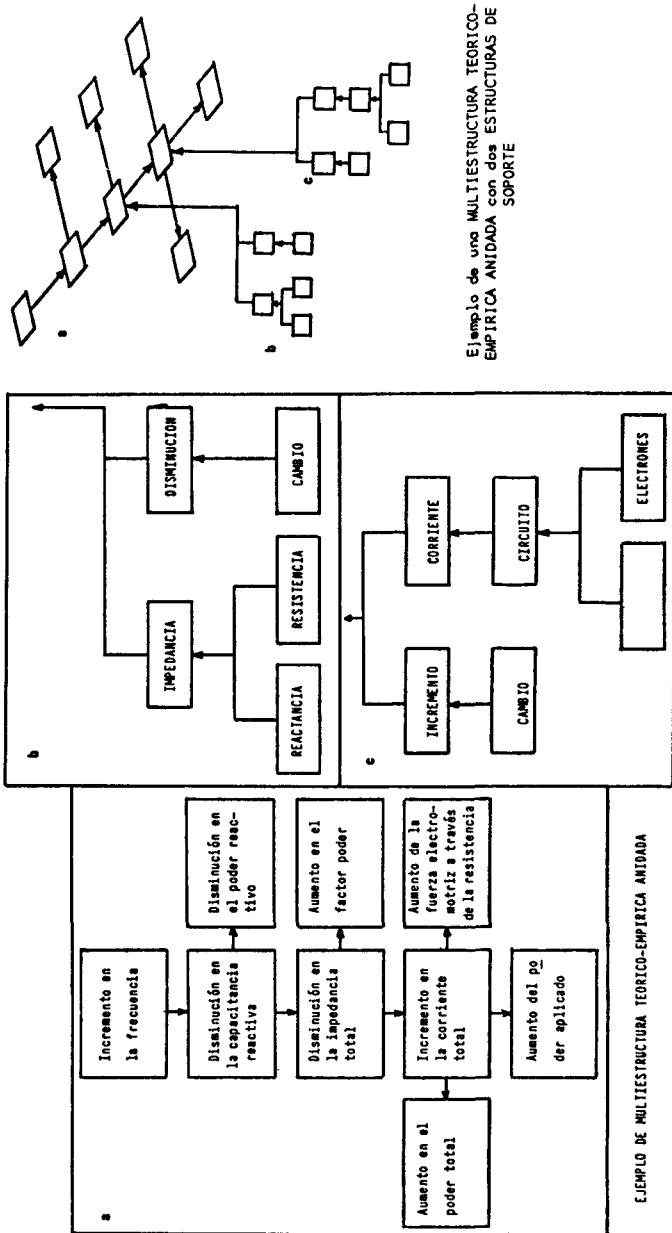 a
Incremento en
la frecuencia
Disminución en
la capacitancia
reactiva
Disminución en
el poder reac-
tivo
Disminución en
la impedancia
total
Aumento en el
factor poder
Incremento en
la corriente
total
Aumento de la
fuerza electro-
motriz a través
de la resistencia
Aumento en el
poder total
Aumento del po
der aplicado
EJEMPLO DE MULTIESTRUCTURA TEORICO-EMPIRICA ANIDADA
b
IMPEDANCIA
DISMINUCION
REACTANCIA
RESISTENCIA
CAMBIO
c
INCREMENTO
CORRIENTE
CAMBIO
CIRCUITO
ELECTRONES
a
b
c
Ejemplo de una MULTIESTRUCTURA TEORICO-
EMPIRICA ANIDADA con dos ESTRUCTURAS DE
SOPORTE